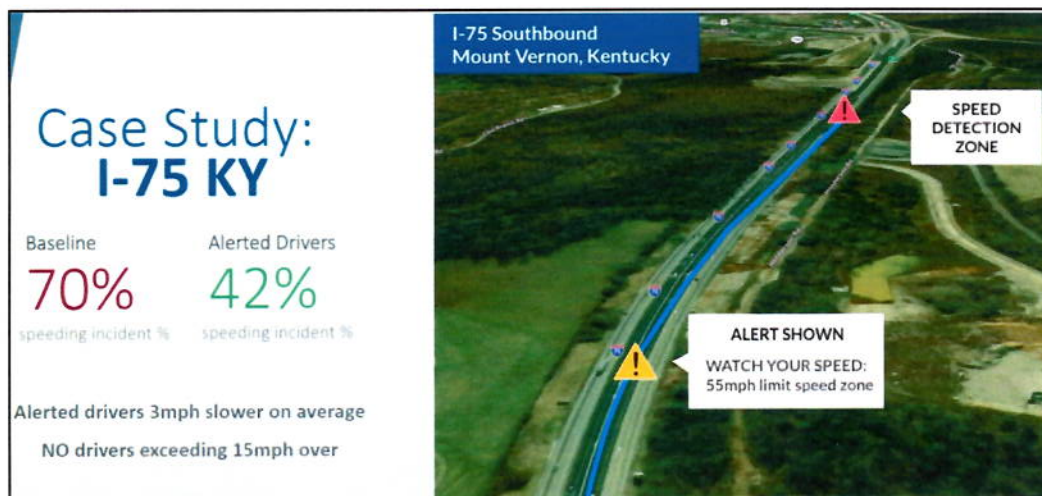 Case Study:
I-75 KY
Baseline
70%
speeding incident %
Alerted Drivers
42%
speeding incident %
Alerted drivers 3mph slower on average
NO drivers exceeding 15mph over
I-75 Southbound
Mount Vernon, Kentucky
SPEED
DETECTION
ZONE
ALERT SHOWN
WATCH YOUR SPEED:
55mph limit speed zone